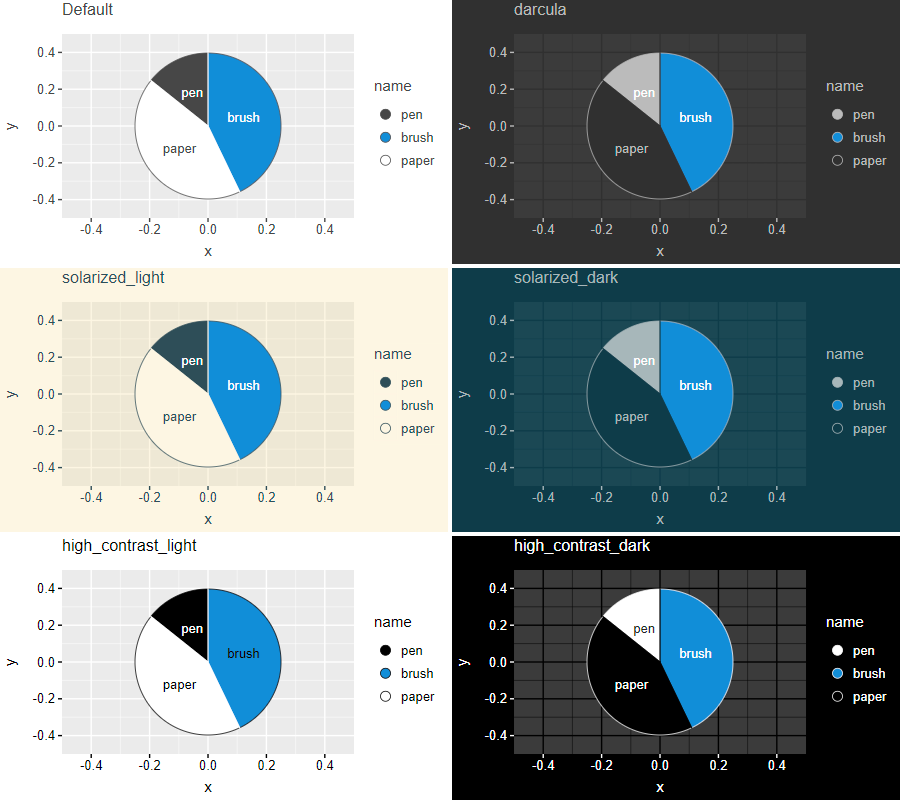 Default
0.4
0.2
0.0
-0.2
-0.4
y
pen
brush
paper
-0.4 -0.2 0.0 0.2 0.4
x
name
pen
brush
paper
darcula
0.4
0.2
0.0
-0.2
-0.4
y
pen
brush
paper
-0.4 -0.2 0.0 0.2 0.4
x
name
pen
brush
paper
solarized_light
0.4
0.2
0.0
-0.2
-0.4
y
pen
brush
paper
-0.4 -0.2 0.0 0.2 0.4
x
name
pen
brush
paper
solarized_dark
0.4
0.2
0.0
-0.2
-0.4
y
pen
brush
paper
-0.4 -0.2 0.0 0.2 0.4
x
name
pen
brush
paper
high_contrast_light
0.4
0.2
0.0
-0.2
-0.4
y
pen
brush
paper
-0.4 -0.2 0.0 0.2 0.4
x
name
pen
brush
paper
high_contrast_dark
0.4
0.2
0.0
-0.2
-0.4
y
pen
brush
paper
-0.4 -0.2 0.0 0.2 0.4
x
name
pen
brush
paper